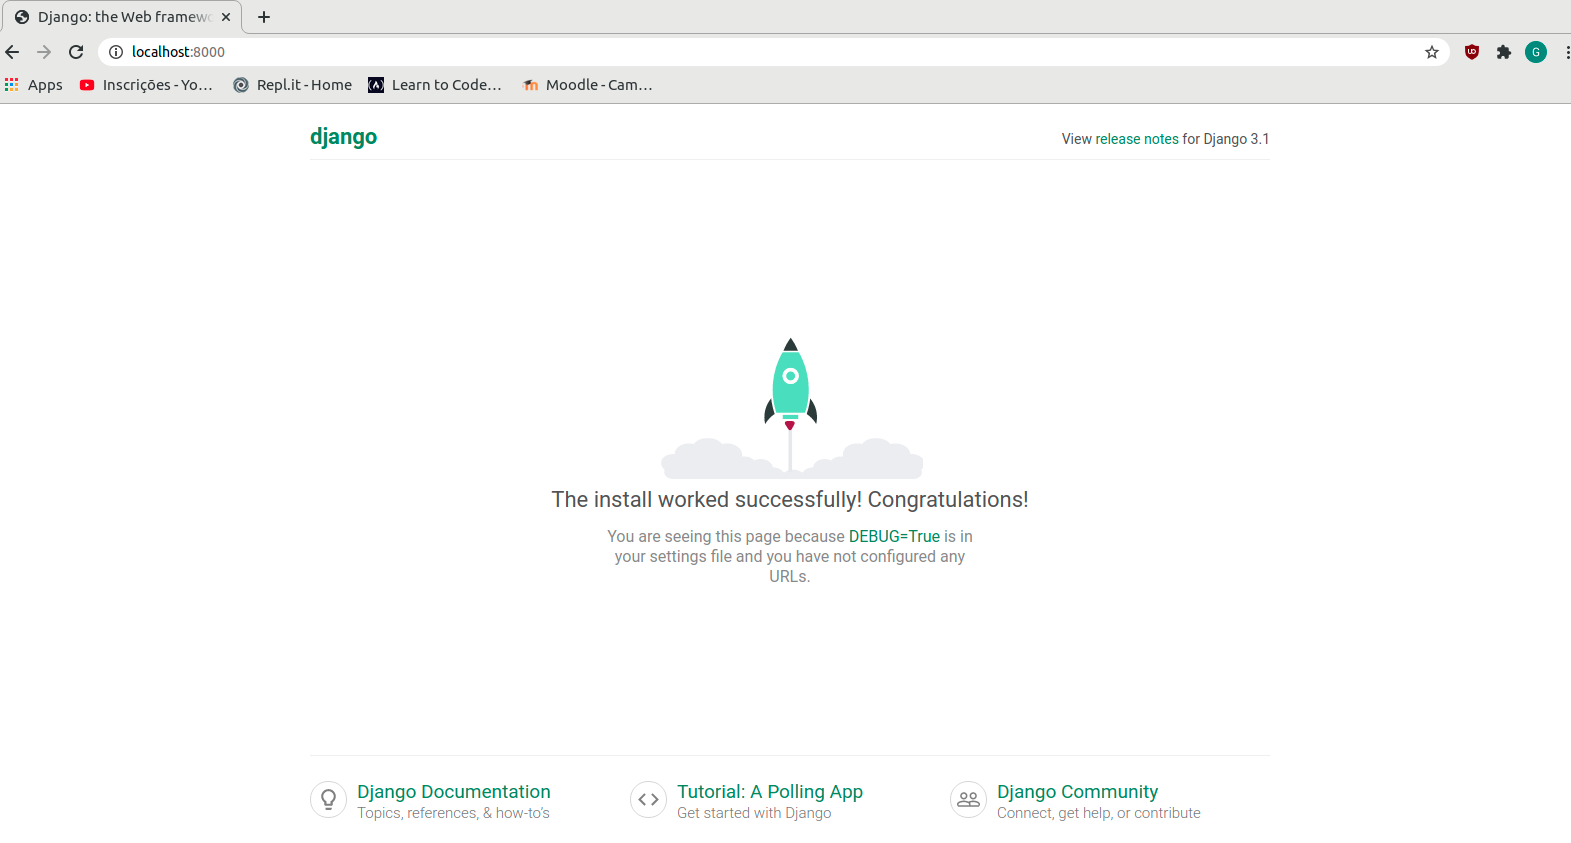 Django: the Web framewo
localhost:8000
G
Apps
Inscrições - Yo...
Repl.it - Home
Learn to Code...
Moodle - Cam...
django
View release notes for Django 3.1
The install worked successfully! Congratulations!
You are seeing this page because DEBUG=True is in
your settings file and you have not configured any
URLs.
Django Documentation
Topics, references, & how-to's
Tutorial: A Polling App
Get started with Django
Django Community
Connect, get help, or contribute